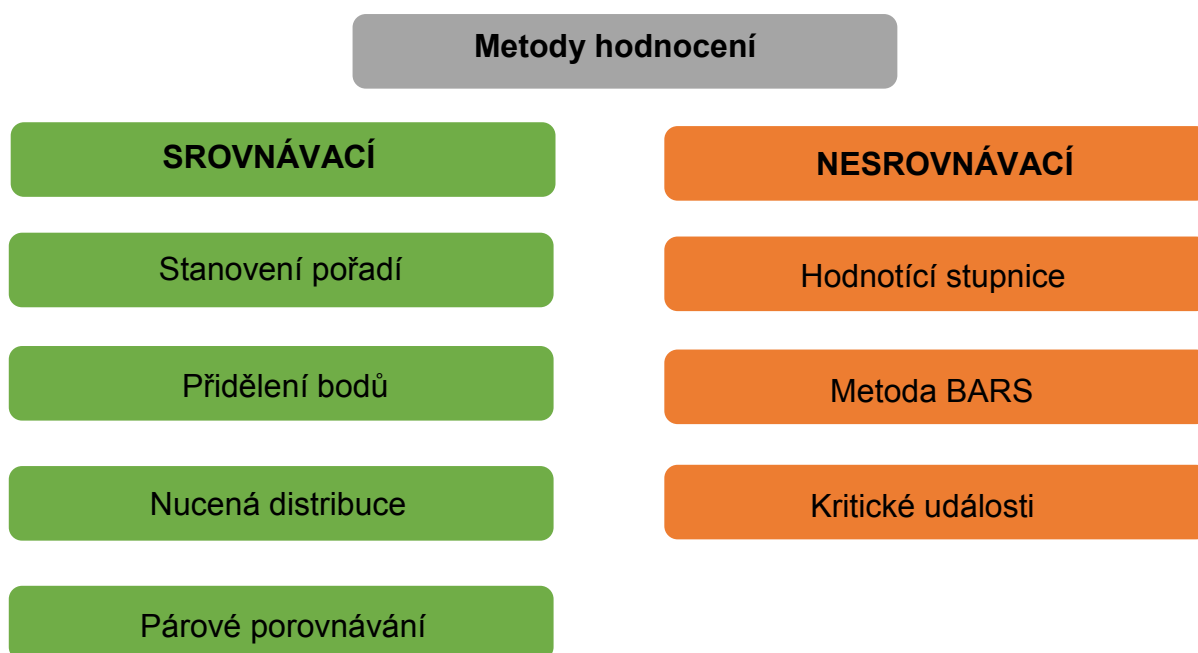 Metody hodnocení
SROVNÁVACÍ
Stanovení pořadí
Přidělení bodů
Nucená distribuce
Párové porovnávání
NESROVNÁVACÍ
Hodnotící stupnice
Metoda BARS
Kritické události